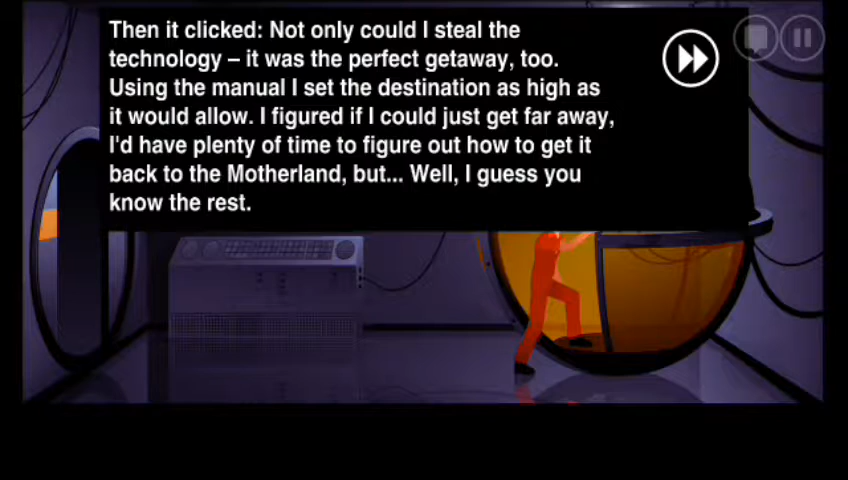 Then it clicked: Not only could I steal the
technology – it was the perfect getaway, too.
Using the manual I set the destination as high as
it would allow. I figured if I could just get far away,
I'd have plenty of time to figure out how to get it
back to the Motherland, but... Well, I guess you
know the rest.